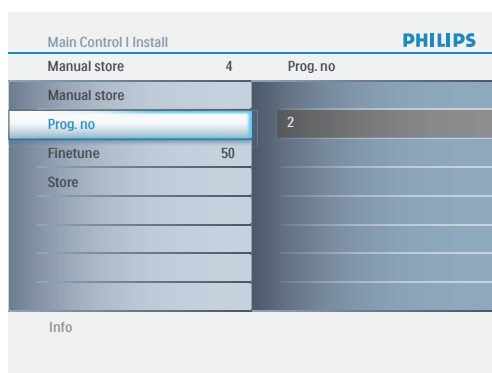 Main Control l Install
PHILIPS
Manual store 4 Prog. no
Manual store
Prog. no 2
Finetune 50
Store
Info